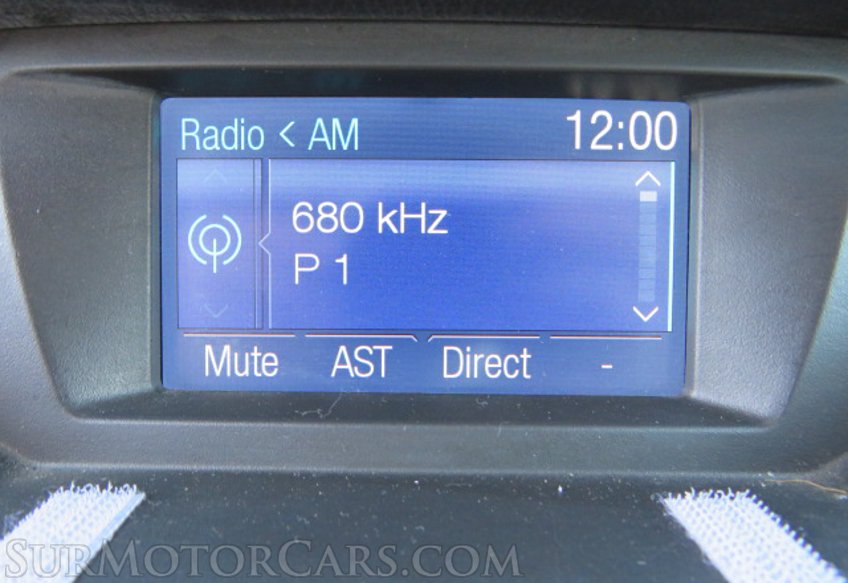 Radio < AM 12:00
680 kHz
P 1
Mute AST Direct -
SurMotorCars.com